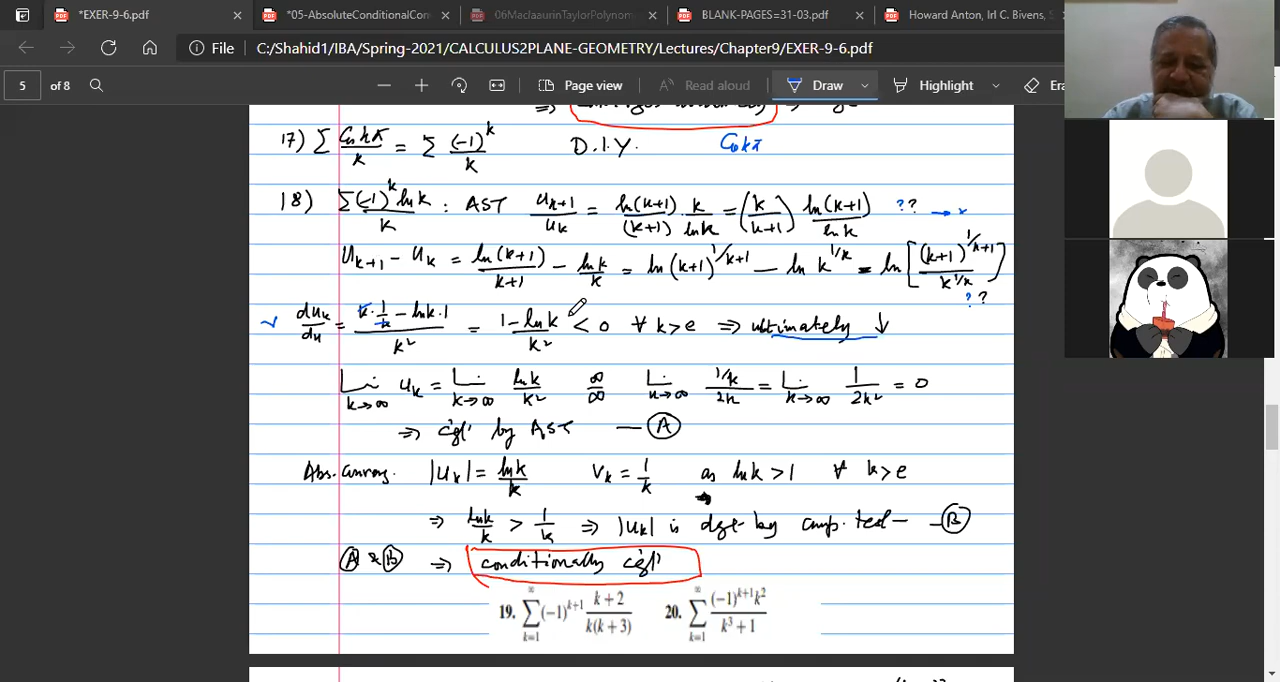 *EXER-9-6.pdf
*05-AbsoluteConditionalCon
06MaclaurinTaylorPolynom
BLANK-PAGES=31-03.pdf
Howard Anton, Irl C. Bivens, S
File C:/Shahid1/IBA/Spring-2021/CALCULUS2PLANE-GEOMETRY/Lectures/Chapter9/EXER-9-6.pdf
5 of 8 Page view Read aloud Draw Highlight Era
17) Σ Cos kπ/k = Σ (-1)^k/k D.I.Y. Cos kπ
18) Σ (-1)^k ln k/k : AST u_{k+1}/u_k = ln(k+1)/(k+1) · k/ln k = (k/k+1) ln(k+1)/ln k ?? → x
u_{k+1} - u_k = ln(k+1)/k+1 - ln k/k = ln(k+1)^{1/k+1} - ln k^{1/k} = ln[(k+1)^{1/k+1}/k^{1/k}] ??
✓ du_k/du = k·1/k - ln k·1/k² = 1 - ln k/k² < 0 ∀ k > e ⇒ ultimately ↓
Lim k→∞ u_k = Lim k→∞ ln k/k² ∞/∞ Lim k→∞ 1/k/2k = Lim k→∞ 1/2k² = 0
⇒ cgt by AST — A
Abs. conv. |u_k| = ln k/k v_k = 1/k as ln k > 1 ∀ k > e
⇒ ln k/k > 1/k ⇒ |u_k| is dgt by comp. test — B
A & B ⇒ conditionally cgt
19. ∑_{k=1}^{∞} (−1)^{k+1} k + 2/k(k + 3) 20. ∑_{k=1}^{∞} (−1)^{k+1}k²/k³ + 1